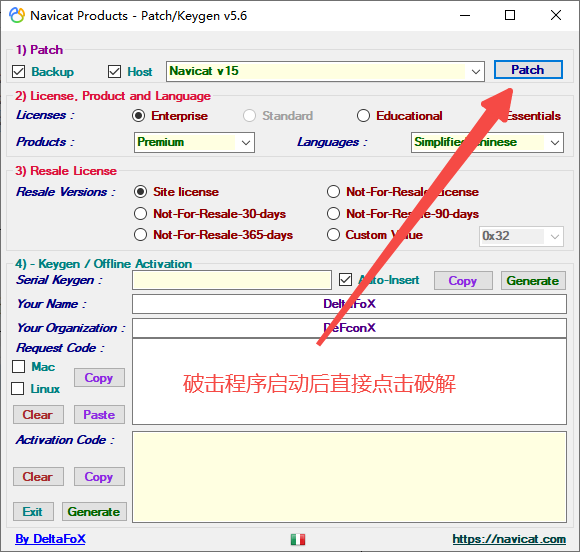 Navicat Products - Patch/Keygen v5.6
1) Patch
Backup Host Navicat v15 Patch
2) License, Product and Language
Licenses : Enterprise Standard Educational Essentials
Products : Premium Languages : Simplified Chinese
3) Resale License
Resale Versions : Site license Not-For-Resale License
Not-For-Resale-30-days Not-For-Resale-90-days
Not-For-Resale-365-days Custom Value 0x32
4) - Keygen / Offline Activation
Serial Keygen : Auto-Insert Copy Generate
Your Name : DeltaFoX
Your Organization : DeFconX
Request Code :
Mac
Linux
Copy
Clear Paste
破击程序启动后直接点击破解
Activation Code :
Clear Copy
Exit Generate
By DeltaFoX https://navicat.com